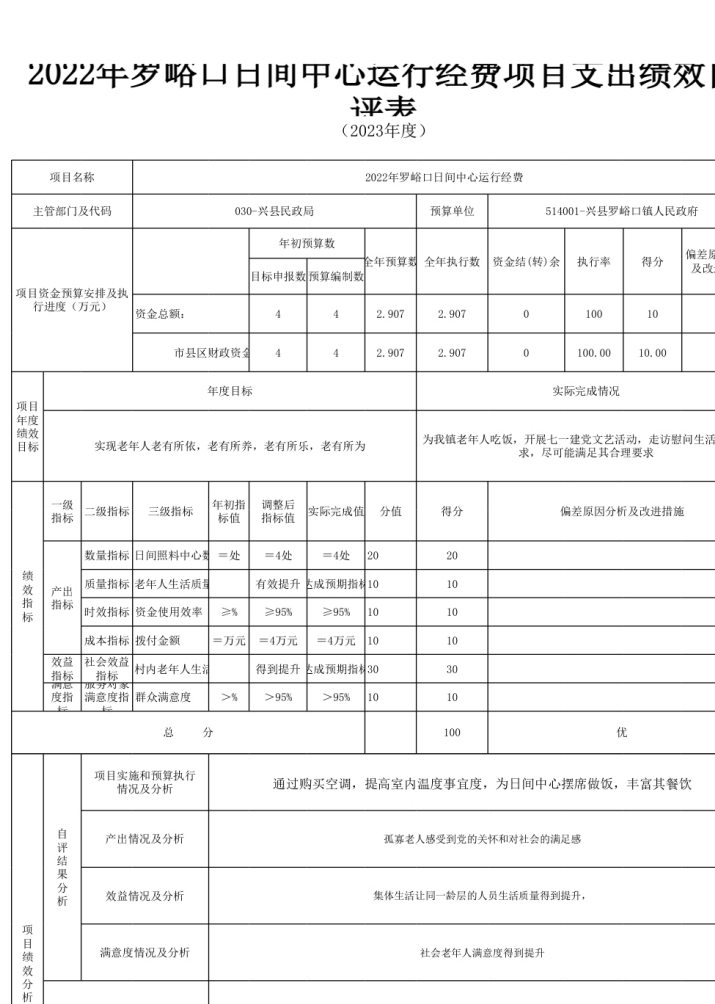 2022年罗峪口日间中心运行经费项目支出绩效
评表
（2023年度）
项目名称 2022年罗峪口日间中心运行经费
主管部门及代码 030-兴县民政局 预算单位 514001-兴县罗峪口镇人民政府
项目资金预算安排及执
行进度（万元）
年初预算数
目标申报数 预算编制数
全年预算数 全年执行数 资金结(转)余 执行率 得分
偏差原
及改
资金总额： 4 4 2.907 2.907 0 100 10
市县区财政资金 4 4 2.907 2.907 0 100.00 10.00
项目
年度
绩效
目标
年度目标 实际完成情况
实现老年人老有所依，老有所养，老有所乐，老有所为
为我镇老年人吃饭，开展七一建党文艺活动，走访慰问生活
求，尽可能满足其合理要求
绩
效
指
标
一级
指标
二级指标 三级指标
年初指
标值
调整后
指标值
实际完成值 分值 得分 偏差原因分析及改进措施
产出
指标
数量指标 日间照料中心数 ＝处 ＝4处 ＝4处 20 20
质量指标 老年人生活质量 有效提升 达成预期指标 10 10
时效指标 资金使用效率 ≥% ≥95% ≥95% 10 10
成本指标 拨付金额 ＝万元 ＝4万元 ＝4万元 10 10
效益
指标
社会效益
指标
村内老年人生活 得到提升 达成预期指标 30 30
满意
度指
标
服务对象
满意度指
标
群众满意度 ＞% ＞95% ＞95% 10 10
总 分 100 优
项
目
绩
效
分
析
自
评
结
果
分
析
项目实施和预算执行
情况及分析
通过购买空调，提高室内温度事宜度，为日间中心摆席做饭，丰富其餐饮
产出情况及分析 孤寡老人感受到党的关怀和对社会的满足感
效益情况及分析 集体生活让同一龄层的人员生活质量得到提升，
满意度情况及分析 社会老年人满意度得到提升